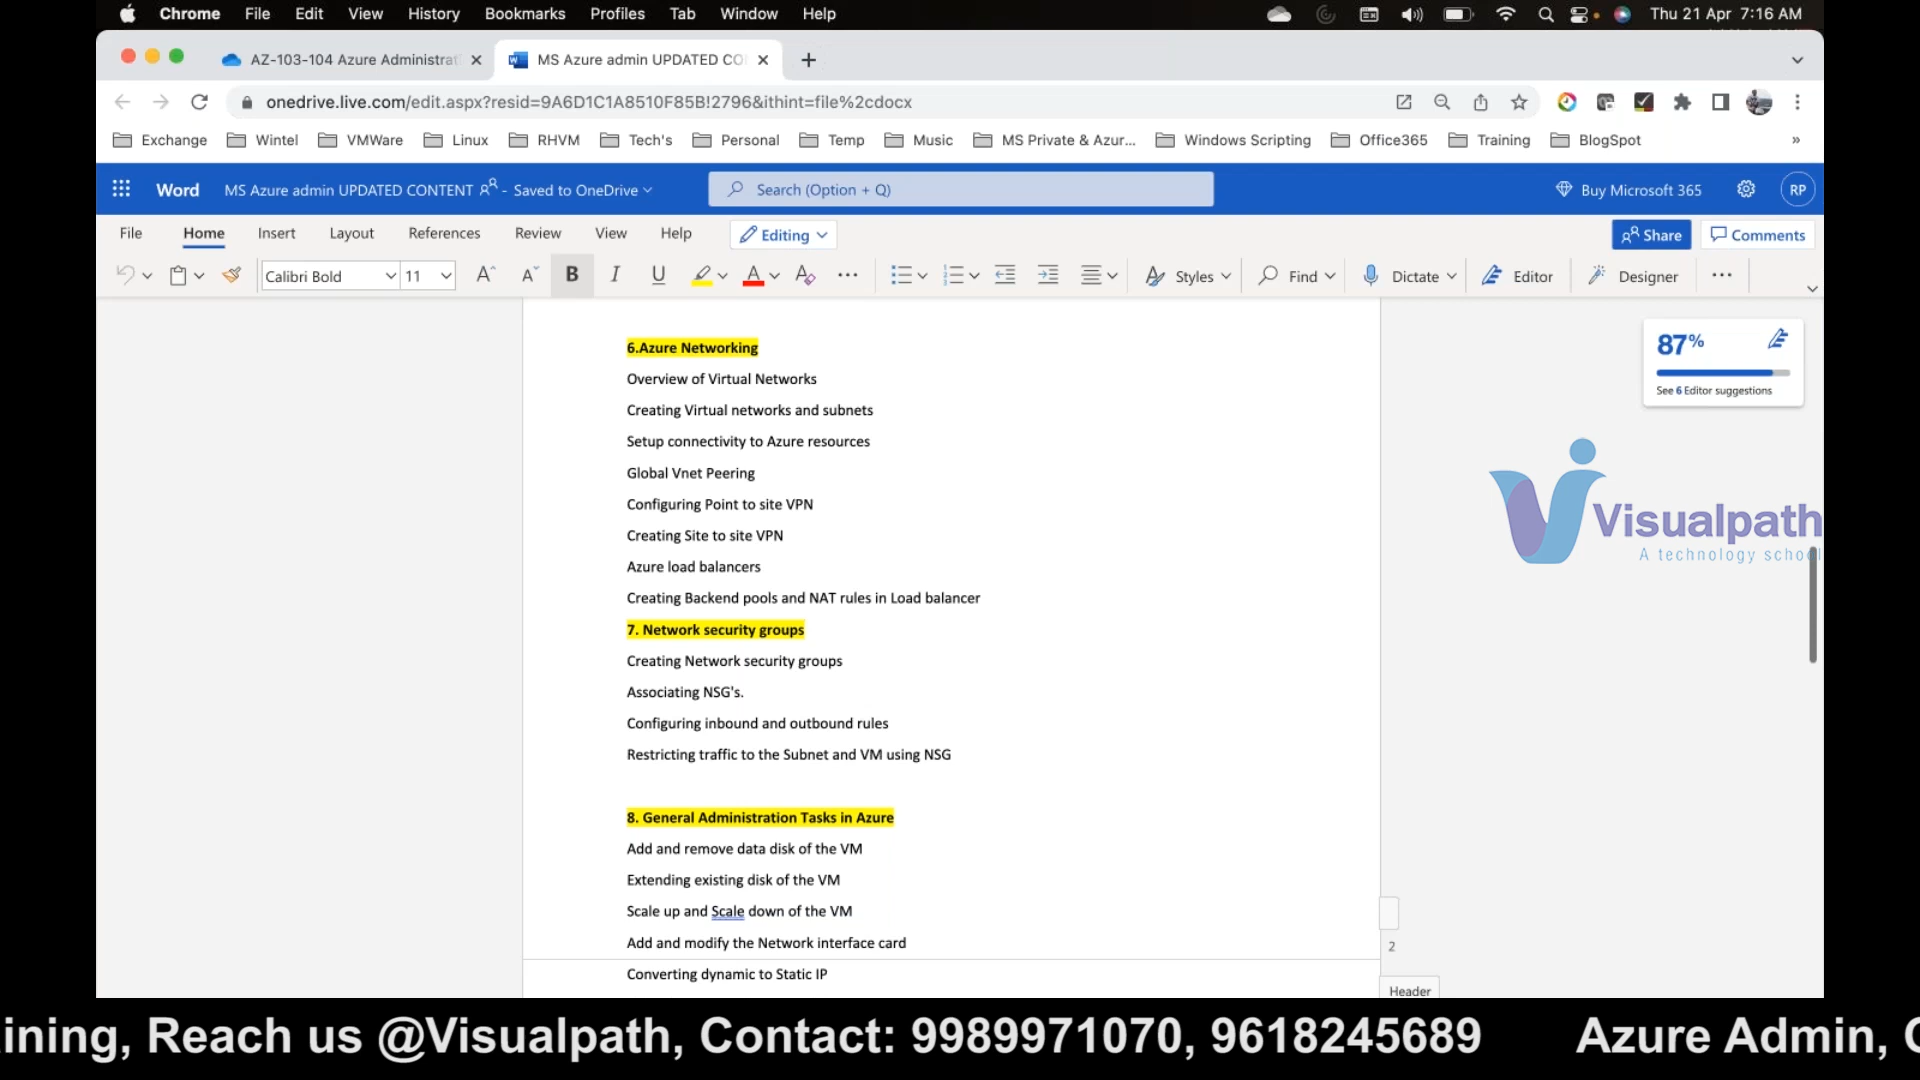 Chrome File Edit View History Bookmarks Profiles Tab Window Help Thu 21 Apr 7:16 AM
AZ-103-104 Azure Administrat MS Azure admin UPDATED CO
onedrive.live.com/edit.aspx?resid=9A6D1C1A8510F85B!2796&ithint=file%2cdocx
Exchange Wintel VMWare Linux RHVM Tech's Personal Temp Music MS Private & Azur... Windows Scripting Office365 Training BlogSpot »
Word MS Azure admin UPDATED CONTENT - Saved to OneDrive Search (Option + Q) Buy Microsoft 365 RP
File Home Insert Layout References Review View Help Editing Share Comments
Calibri Bold 11 A A B I U A A ... Styles Find Dictate Editor Designer ...
6.Azure Networking
Overview of Virtual Networks
Creating Virtual networks and subnets
Setup connectivity to Azure resources
Global Vnet Peering
Configuring Point to site VPN
Creating Site to site VPN
Azure load balancers
Creating Backend pools and NAT rules in Load balancer
7. Network security groups
Creating Network security groups
Associating NSG's.
Configuring inbound and outbound rules
Restricting traffic to the Subnet and VM using NSG
8. General Administration Tasks in Azure
Add and remove data disk of the VM
Extending existing disk of the VM
Scale up and Scale down of the VM
Add and modify the Network interface card
Converting dynamic to Static IP
87%
See 6 Editor suggestions
Visualpath
A technology school
2
Header
ining, Reach us @Visualpath, Contact: 9989971070, 9618245689 Azure Admin,